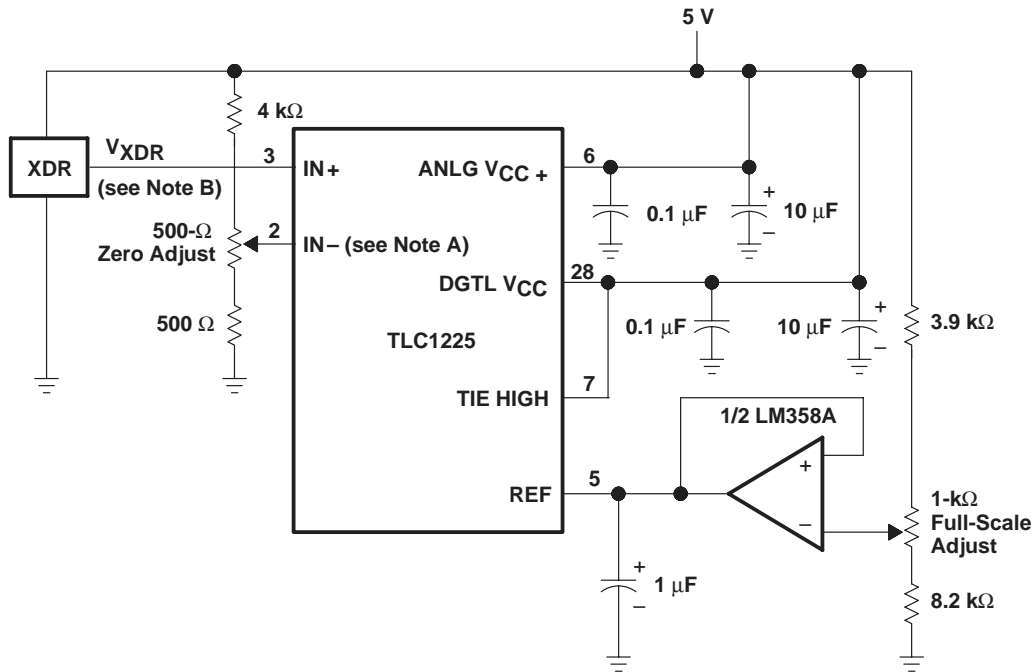 5 V
4 kΩ
XDR
VXDR
(see Note B)
3
IN+
ANLG VCC +
6
+
0.1 μF
10 μF
–
500-Ω
Zero Adjust
2
IN– (see Note A)
28
DGTL VCC
+
500 Ω
TLC1225
0.1 μF
10 μF
–
3.9 kΩ
7
TIE HIGH
1/2 LM358A
+
5
REF
–
1-kΩ
Full-Scale
Adjust
+
1 μF
–
8.2 kΩ